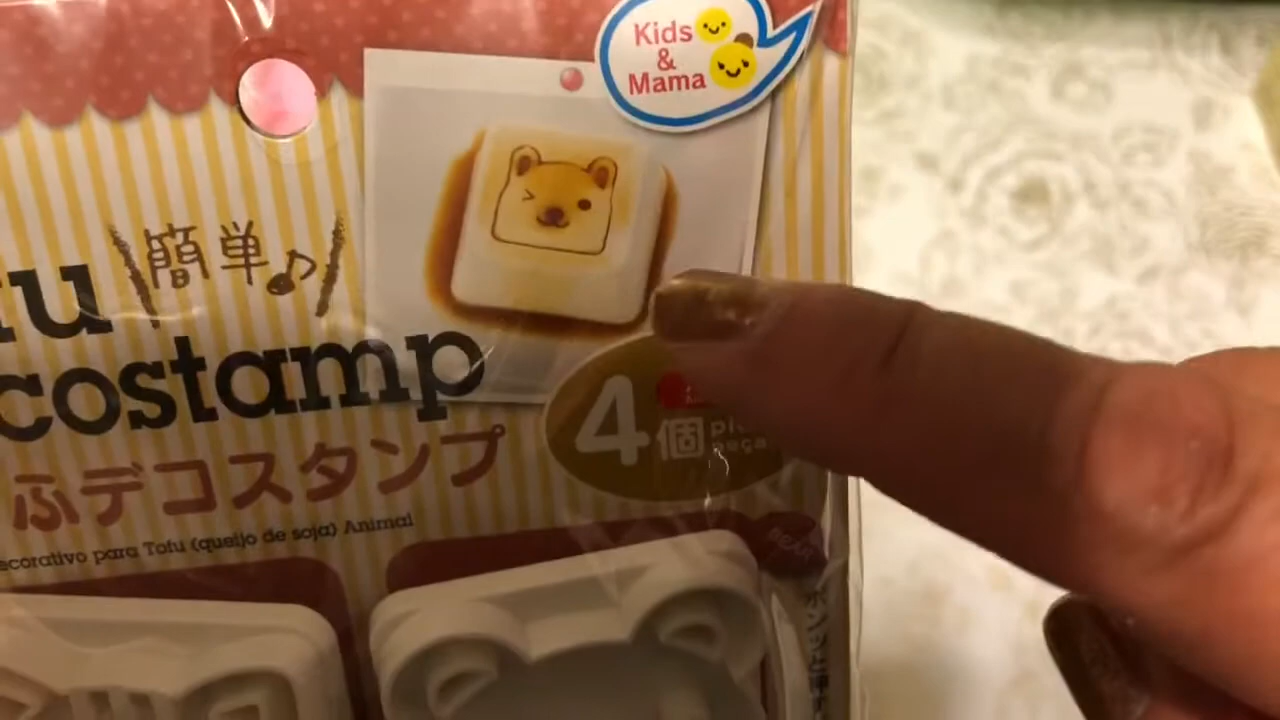 Kids
&
Mama
簡単♪
costamp
4個
ふデコスタンプ
para Tofu (queijo de soja) Animal
BEAR